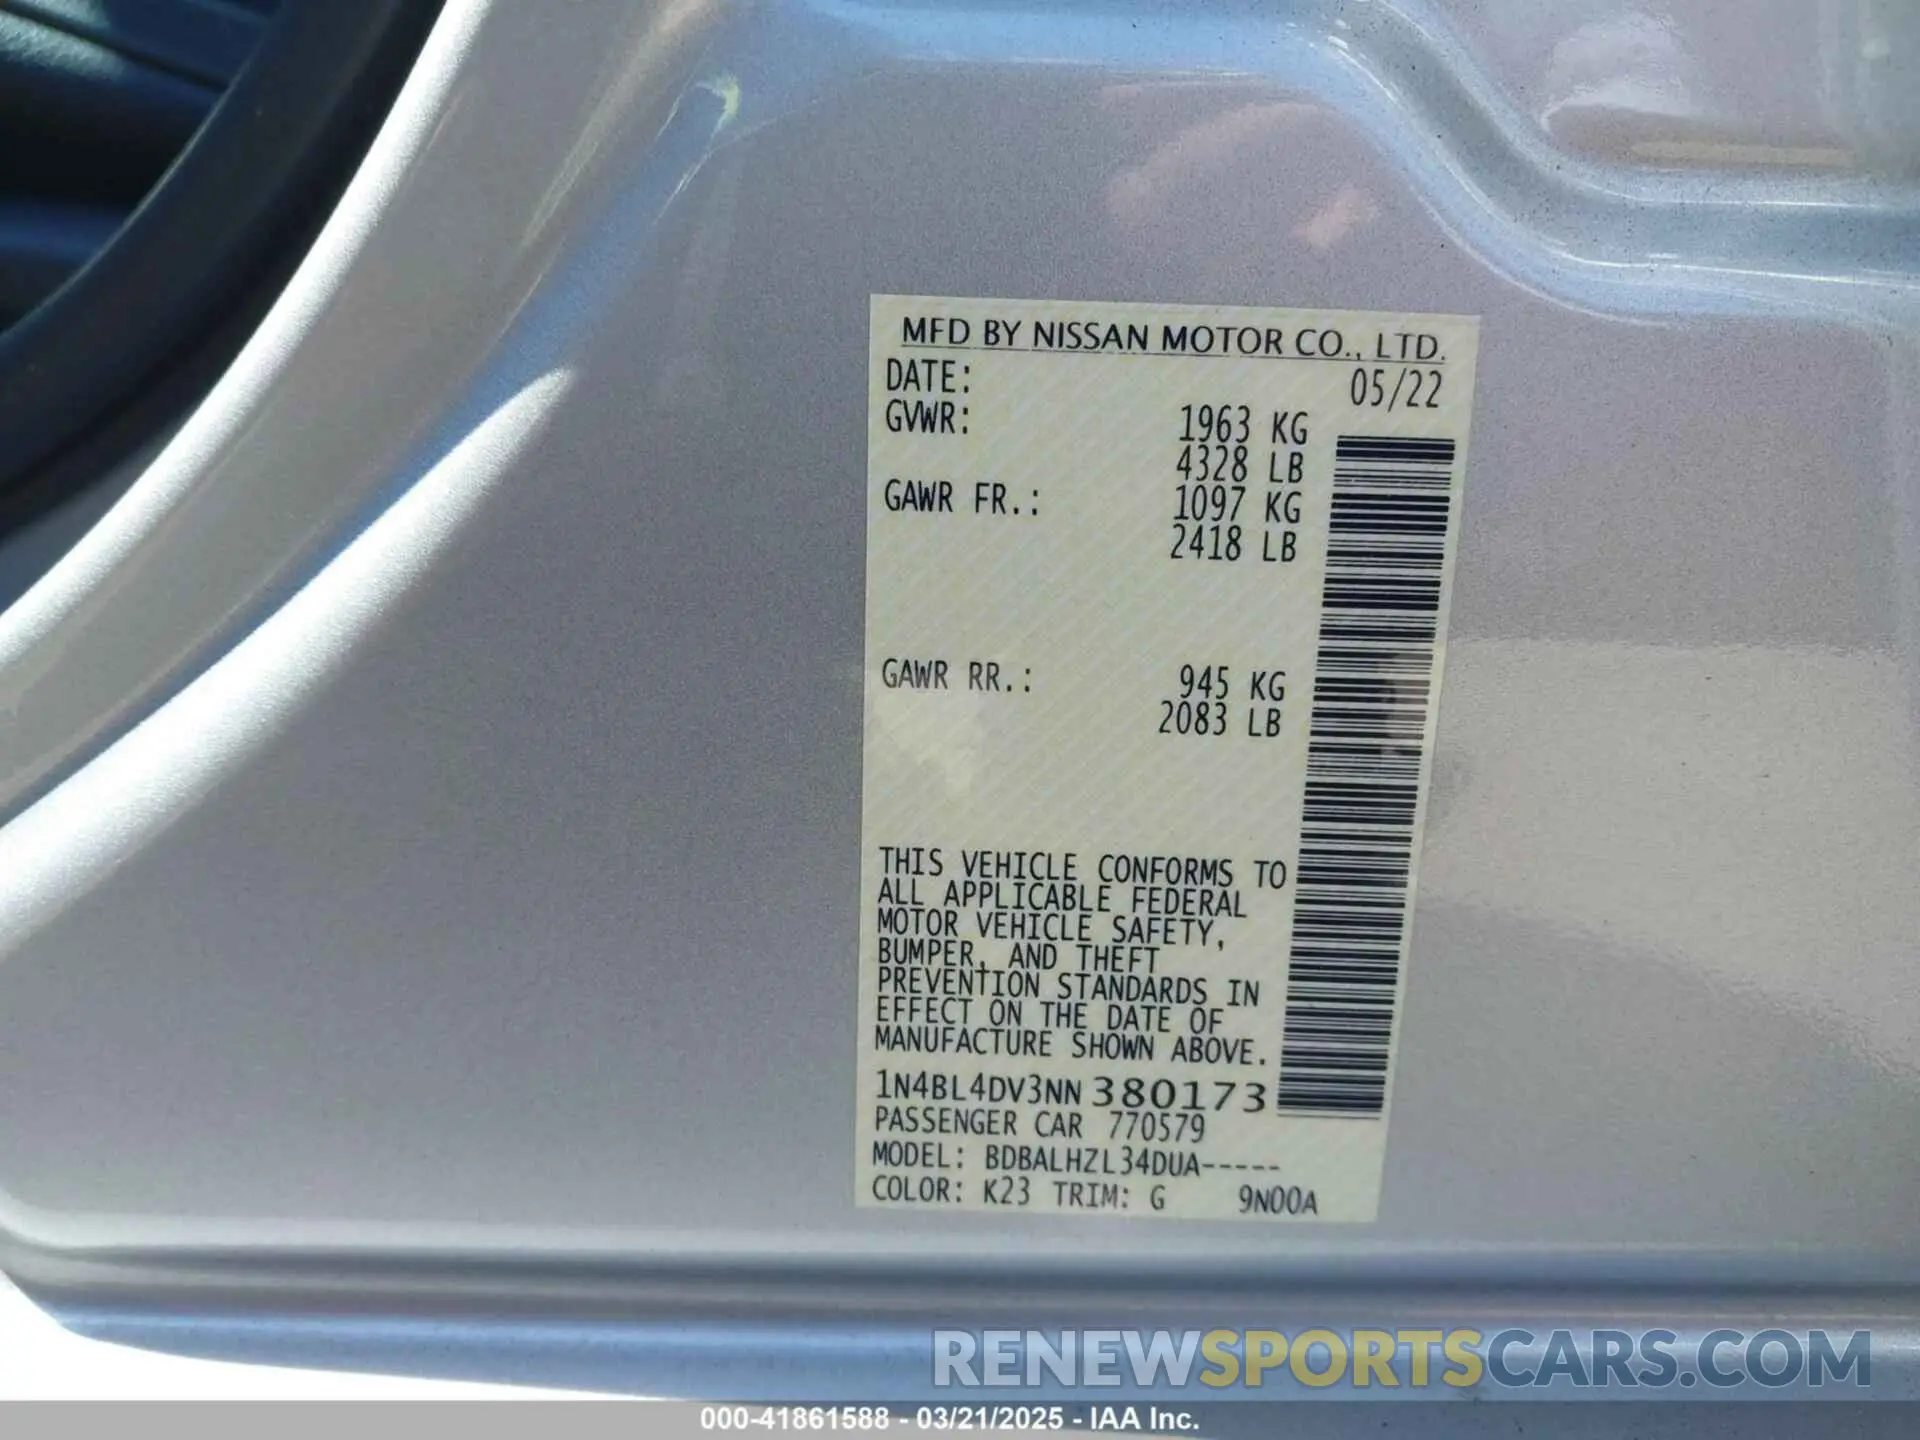 MFD BY NISSAN MOTOR CO., LTD.
DATE: 05/22
GVWR: 1963 KG
4328 LB
GAWR FR.: 1097 KG
2418 LB
GAWR RR.: 945 KG
2083 LB
THIS VEHICLE CONFORMS TO
ALL APPLICABLE FEDERAL
MOTOR VEHICLE SAFETY,
BUMPER, AND THEFT
PREVENTION STANDARDS IN
EFFECT ON THE DATE OF
MANUFACTURE SHOWN ABOVE.
1N4BL4DV3NN380173
PASSENGER CAR 770579
MODEL: BDBALHZL34DUA-----
COLOR: K23 TRIM: G 9N00A
RENEWSPORTSCARS.COM
000-41861588 - 03/21/2025 - IAA Inc.